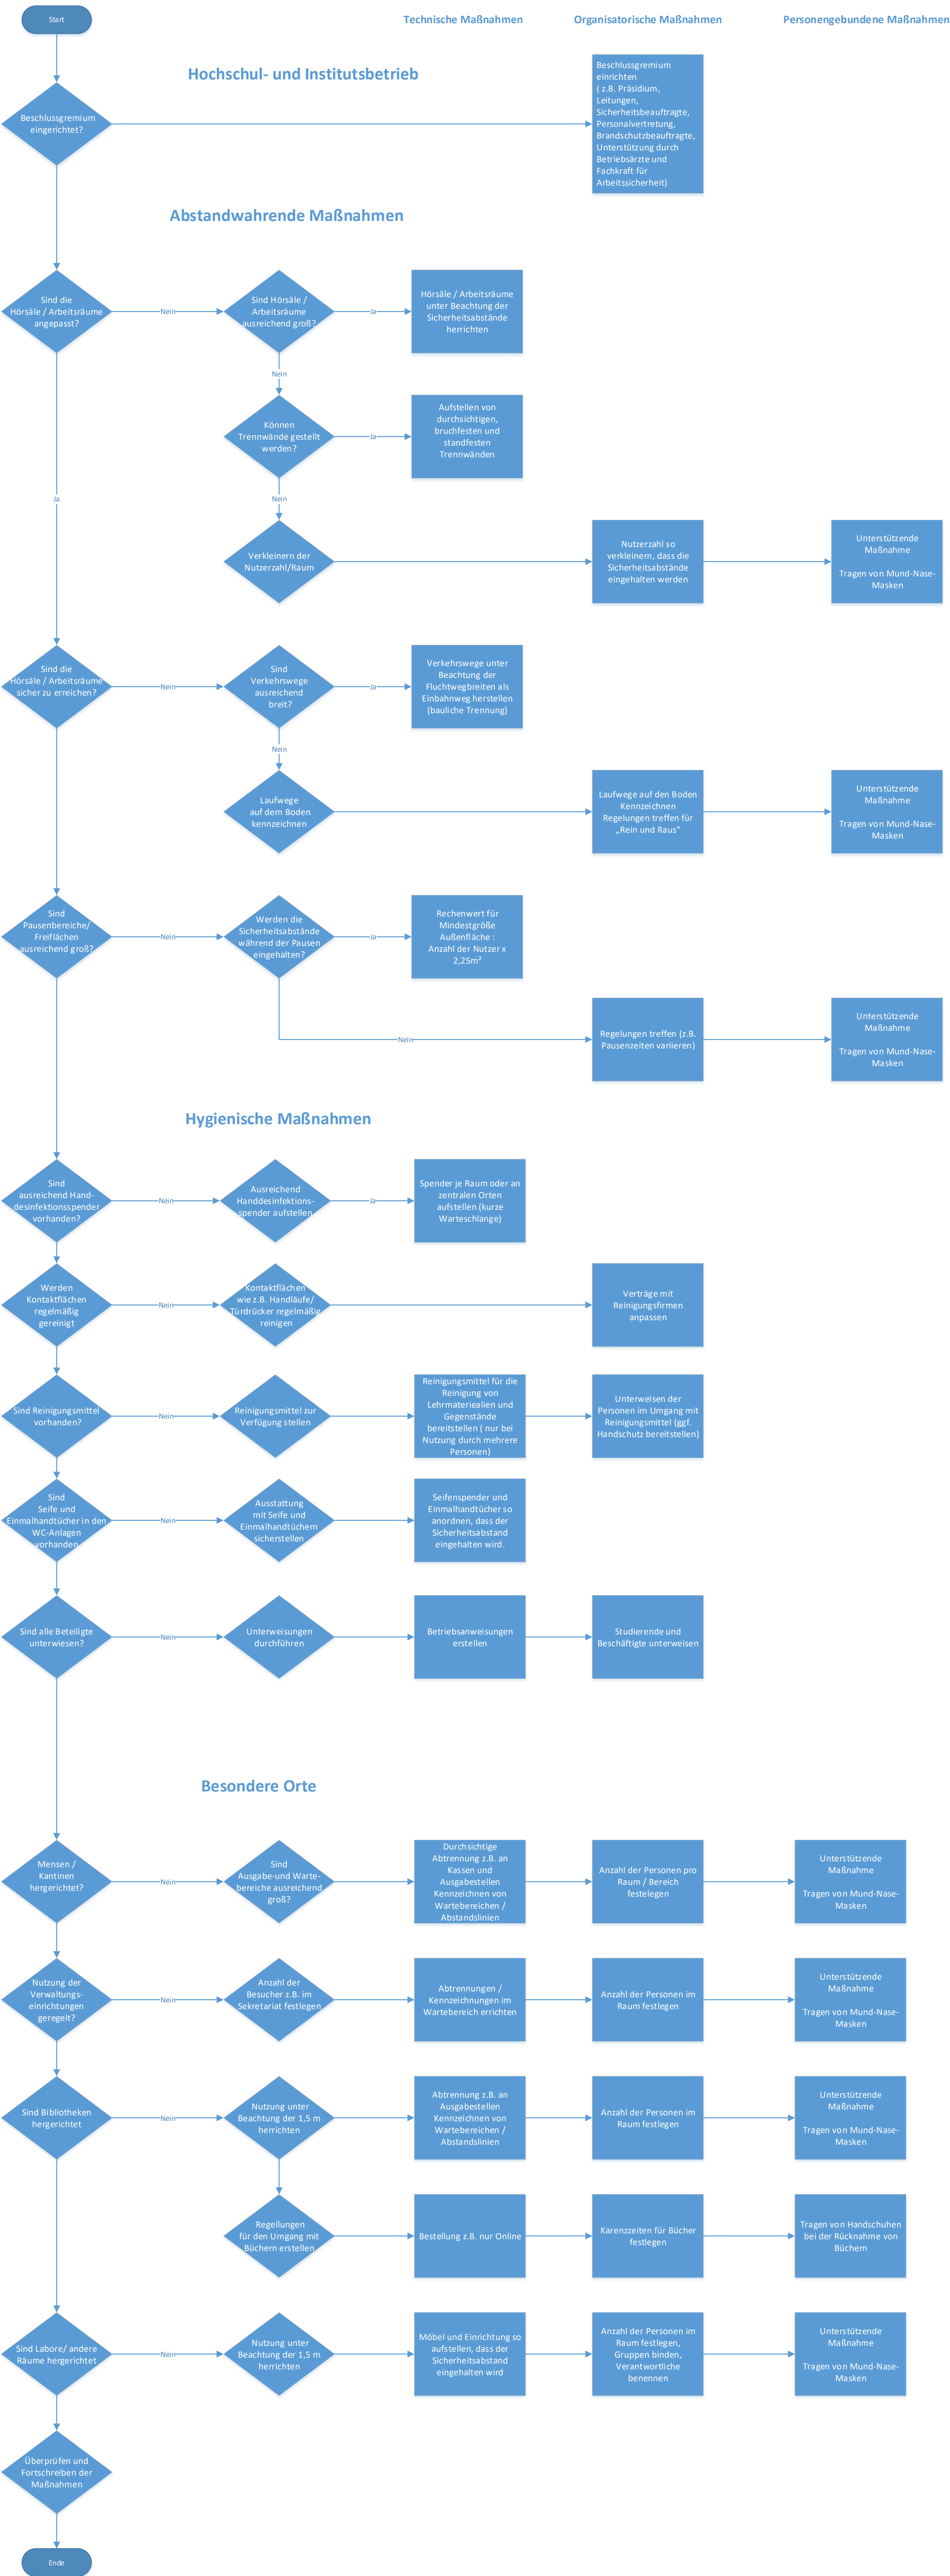 Start
Technische Maßnahmen
Organisatorische Maßnahmen
Personengebundene Maßnahmen
Hochschul- und Institutsbetrieb
Beschlussgremium
eingerichtet?
Beschlussgremium
einrichten
( z.B. Präsidium,
Leitungen,
Sicherheitsbeauftragte,
Personalvertretung,
Brandschutzbeauftragte,
Unterstützung durch
Betriebsärzte und
Fachkraft für
Arbeitssicherheit)
Abstandwahrende Maßnahmen
Sind die
Hörsäle / Arbeitsräume
angepasst?
Nein
Sind Hörsäle /
Arbeitsräume
ausreichend groß?
Ja
Hörsäle / Arbeitsräume
unter Beachtung der
Sicherheitsabstände
herrichten
Nein
Können
Trennwände gestellt
werden?
Ja
Aufstellen von
durchsichtigen,
bruchfesten und
standfesten
Trennwänden
Nein
Ja
Verkleinern der
Nutzerzahl/Raum
Nutzerzahl so
verkleinern, dass die
Sicherheitsabstände
eingehalten werden
Unterstützende
Maßnahme
Tragen von Mund-Nase-
Masken
Sind die
Hörsäle / Arbeitsräume
sicher zu erreichen?
Nein
Sind
Verkehrswege
ausreichend
breit?
Ja
Verkehrswege unter
Beachtung der
Fluchtwegbreiten als
Einbahnweg herstellen
(bauliche Trennung)
Nein
Laufwege
auf dem Boden
kennzeichnen
Laufwege auf den Boden
Kennzeichnen
Regelungen treffen für
„Rein und Raus“
Unterstützende
Maßnahme
Tragen von Mund-Nase-
Masken
Sind
Pausenbereiche/
Freiflächen
ausreichend groß?
Nein
Werden die
Sicherheitsabstände
während der Pausen
eingehalten?
Ja
Rechenwert für
Mindestgröße
Außenfläche :
Anzahl der Nutzer x
2,25m²
Nein
Regelungen treffen (z.B.
Pausenzeiten variieren)
Unterstützende
Maßnahme
Tragen von Mund-Nase-
Masken
Hygienische Maßnahmen
Sind
ausreichend Hand-
desinfektionsspender
vorhanden?
Nein
Ausreichend
Handdesinfektions-
spender aufstellen
Ja
Spender je Raum oder an
zentralen Orten
aufstellen (kurze
Warteschlange)
Werden
Kontaktflächen
regelmäßig
gereinigt
Nein
Kontaktflächen
wie z.B. Handläufe/
Türdrücker regelmäßig
reinigen
Verträge mit
Reinigungsfirmen
anpassen
Sind Reinigungsmittel
vorhanden?
Nein
Reinigungsmittel zur
Verfügung stellen
Reinigungsmittel für die
Reinigung von
Lehrmateriealien und
Gegenstände
bereitstellen ( nur bei
Nutzung durch mehrere
Personen)
Unterweisen der
Personen im Umgang mit
Reinigungsmittel (ggf.
Handschutz bereitstellen)
Sind
Seife und
Einmalhandtücher in den
WC-Anlagen
vorhanden
Nein
Ausstattung
mit Seife und
Einmalhandtüchern
sicherstellen
Seifenspender und
Einmalhandtücher so
anordnen, dass der
Sicherheitsabstand
eingehalten wird.
Sind alle Beteiligte
unterwiesen?
Nein
Unterweisungen
durchführen
Betriebsanweisungen
erstellen
Studierende und
Beschäftigte unterweisen
Besondere Orte
Mensen /
Kantinen
hergerichtet?
Nein
Sind
Ausgabe-und Warte-
bereiche ausreichend
groß?
Durchsichtige
Abtrennung z.B. an
Kassen und
Ausgabestellen
Kennzeichnen von
Wartebereichen /
Abstandslinien
Anzahl der Personen pro
Raum / Bereich
festelegen
Unterstützende
Maßnahme
Tragen von Mund-Nase-
Masken
Nutzung der
Verwaltungs-
einrichtungen
geregelt?
Nein
Anzahl der
Besucher z.B. im
Sekretariat festlegen
Abtrennungen /
Kennzeichnungen im
Wartebereich errichten
Anzahl der Personen im
Raum festlegen
Unterstützende
Maßnahme
Tragen von Mund-Nase-
Masken
Sind Bibliotheken
hergerichtet
Nein
Nutzung unter
Beachtung der 1,5 m
herrichten
Abtrennung z.B. an
Ausgabestellen
Kennzeichnen von
Wartebereichen /
Abstandslinien
Anzahl der Personen im
Raum festlegen
Unterstützende
Maßnahme
Tragen von Mund-Nase-
Masken
Regellungen
für den Umgang mit
Büchern erstellen
Bestellung z.B. nur Online
Karenzzeiten für Bücher
festlegen
Tragen von Handschuhen
bei der Rücknahme von
Büchern
Sind Labore/ andere
Räume hergerichtet
Nein
Nutzung unter
Beachtung der 1,5 m
herrichten
Möbel und Einrichtung so
aufstellen, dass der
Sicherheitsabstand
eingehalten wird
Anzahl der Personen im
Raum festlegen,
Gruppen binden,
Verantwortliche
benennen
Unterstützende
Maßnahme
Tragen von Mund-Nase-
Masken
Überprüfen und
Fortschreiben der
Maßnahmen
Ende